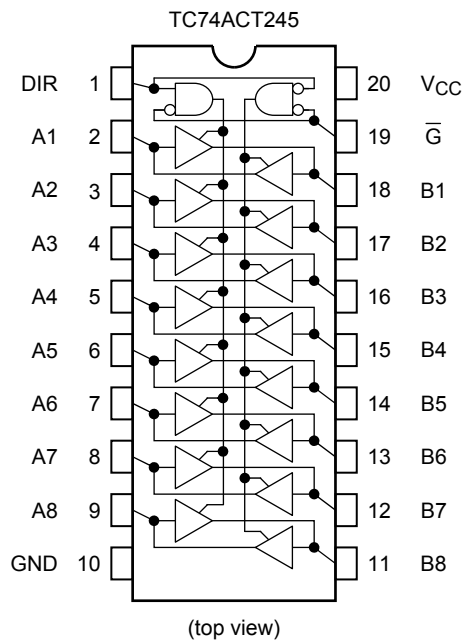 TC74ACT245
DIR 1 20 VCC
A1 2 19 G̅
A2 3 18 B1
A3 4 17 B2
A4 5 16 B3
A5 6 15 B4
A6 7 14 B5
A7 8 13 B6
A8 9 12 B7
GND 10 11 B8
(top view)